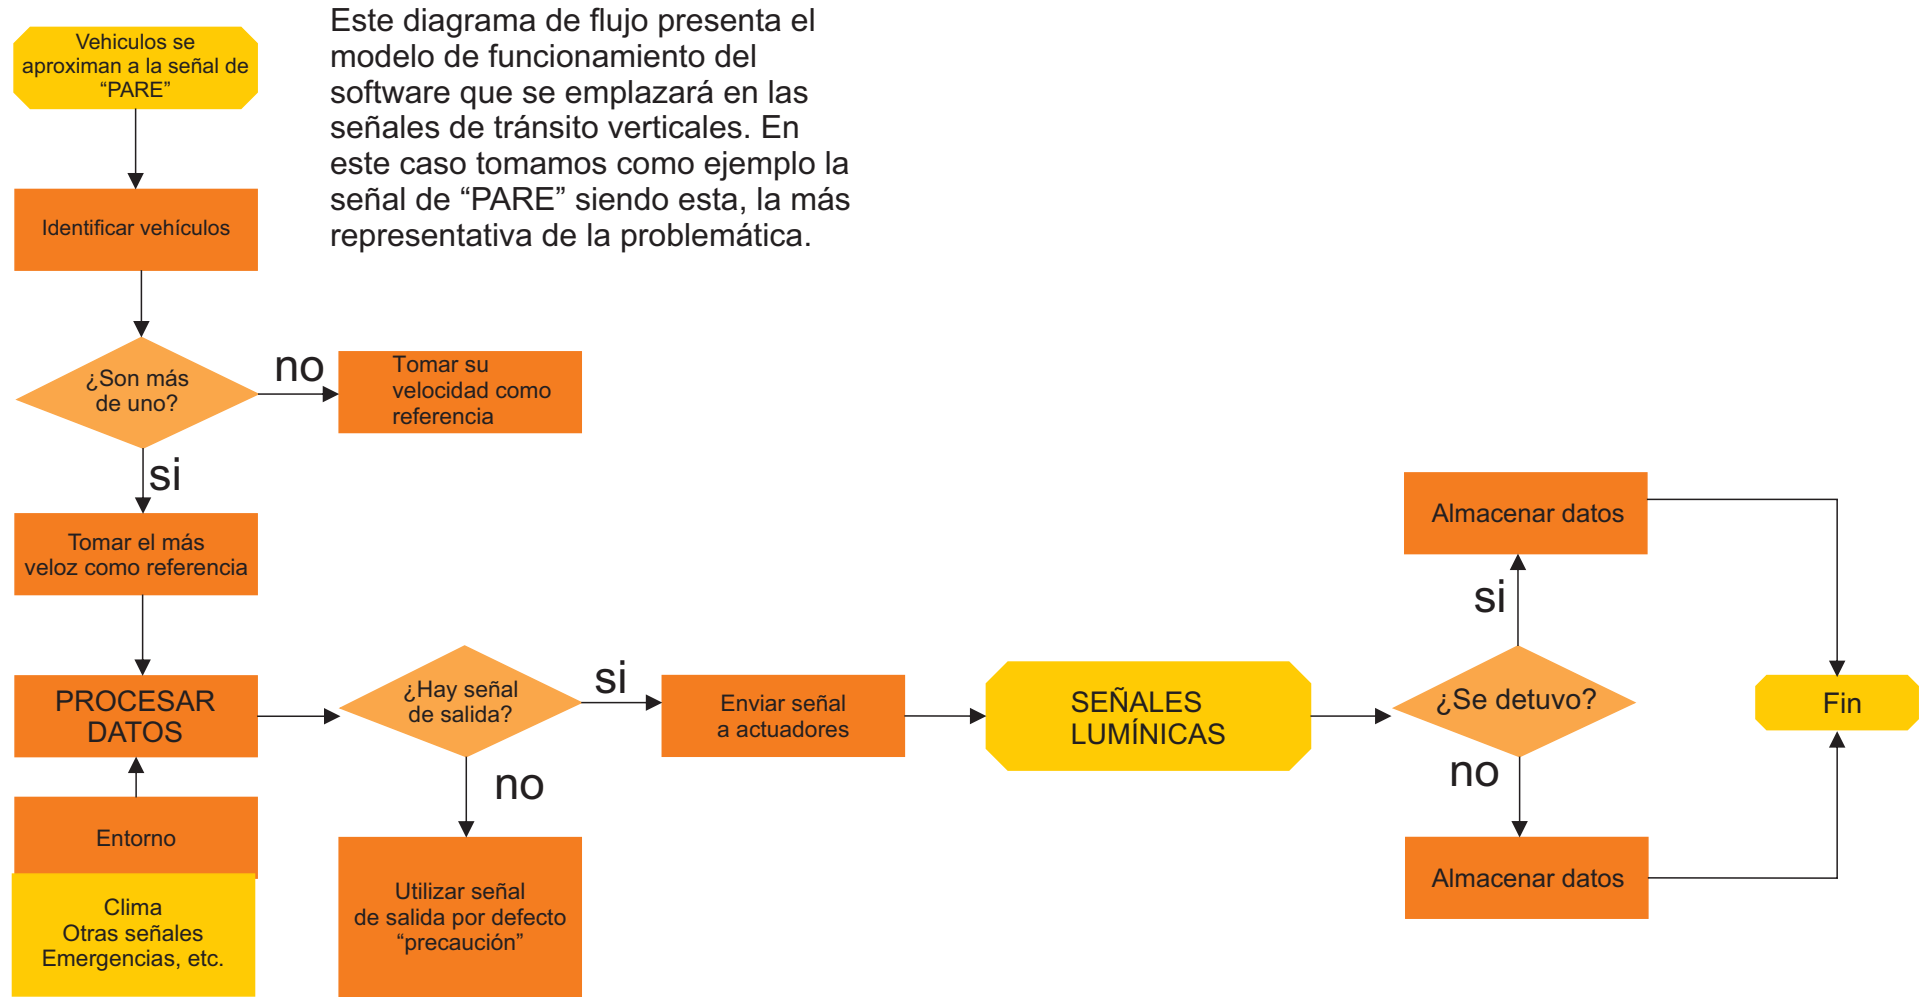 Vehiculos se
aproximan a la señal de
“PARE”
Este diagrama de flujo presenta el
modelo de funcionamiento del
software que se emplazará en las
señales de tránsito verticales. En
este caso tomamos como ejemplo la
señal de “PARE” siendo esta, la más
representativa de la problemática.
Identificar vehículos
¿Son más
de uno?
no
Tomar su
velocidad como
referencia
si
Tomar el más
veloz como referencia
PROCESAR
DATOS
Entorno
Clima
Otras señales
Emergencias, etc.
¿Hay señal
de salida?
si
no
Utilizar señal
de salida por defecto
“precaución”
Enviar señal
a actuadores
SEÑALES
LUMÍNICAS
¿Se detuvo?
si
Almacenar datos
no
Almacenar datos
Fin